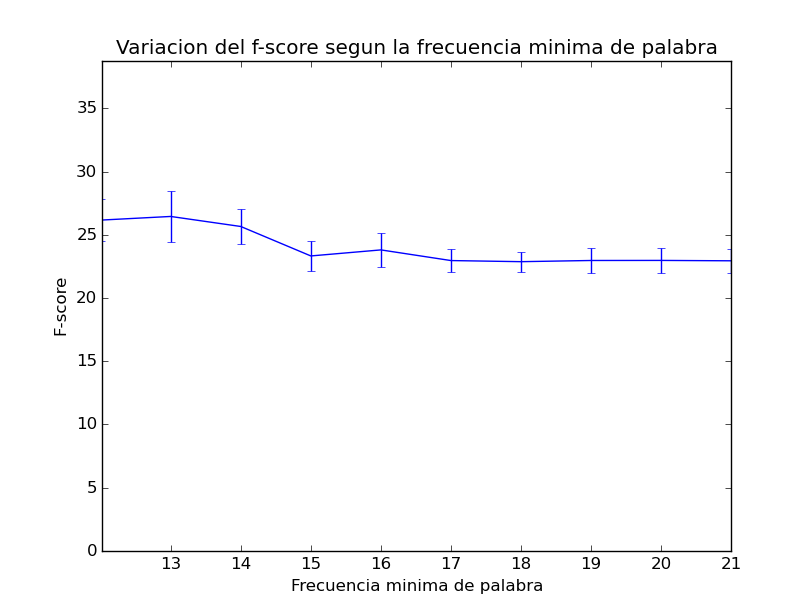 Variacion del f-score segun la frecuencia minima de palabra
35
30
25
20
15
10
5
0
F-score
13 14 15 16 17 18 19 20 21
Frecuencia minima de palabra